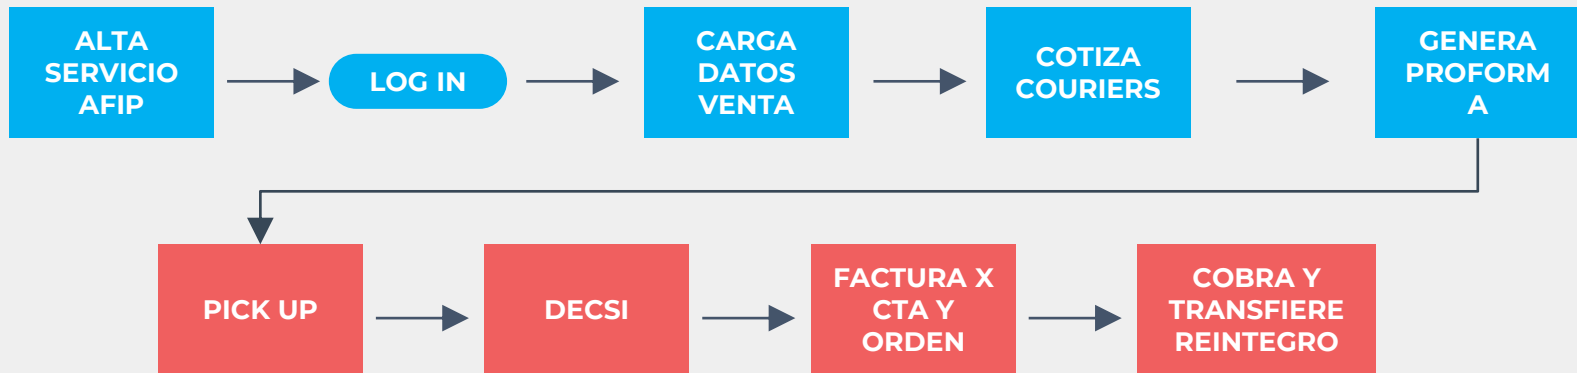 ALTA
SERVICIO
AFIP
LOG IN
CARGA
DATOS
VENTA
COTIZA
COURIERS
GENERA
PROFORM
A
PICK UP
DECSI
FACTURA X
CTA Y
ORDEN
COBRA Y
TRANSFIERE
REINTEGRO